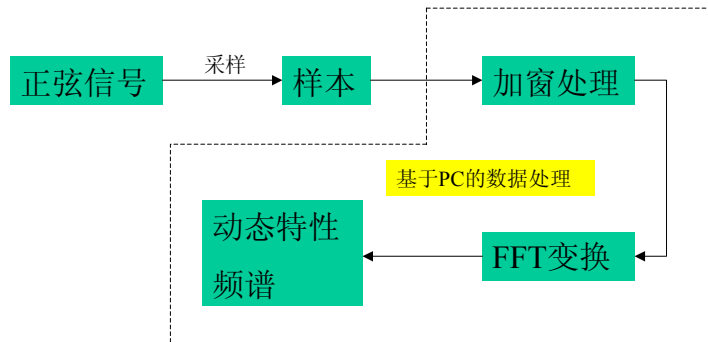 正弦信号
采样
样本
加窗处理
基于PC的数据处理
动态特性
频谱
FFT变换